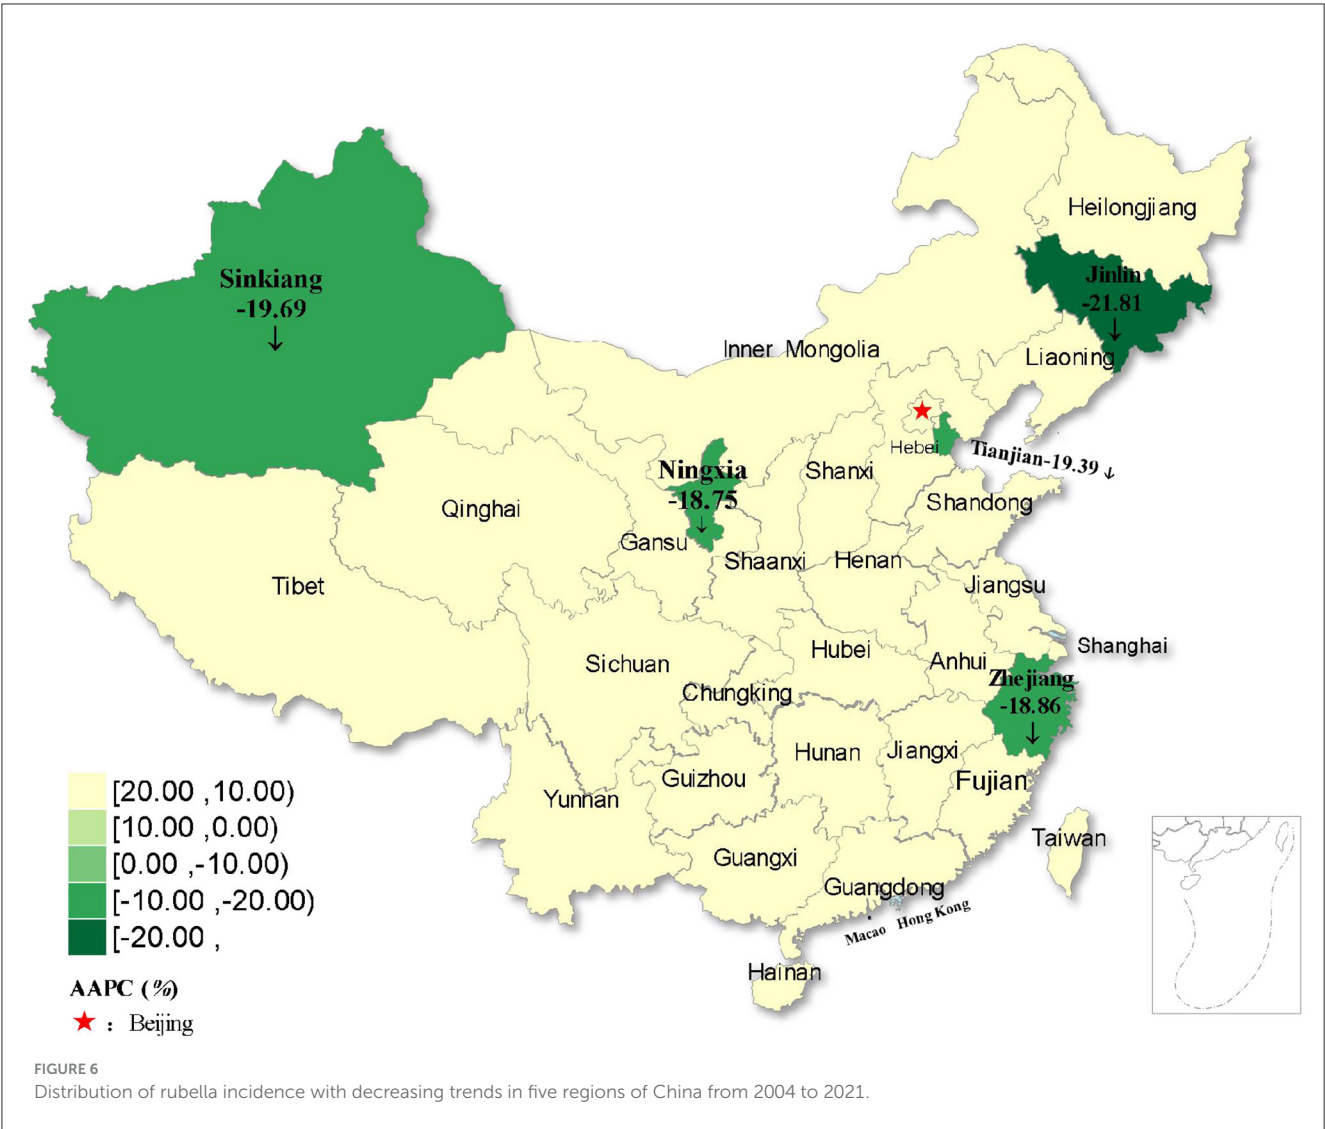 Heilongjiang
Sinkiang
-19.69
↓
Jinlin
-21.81
↓
Inner Mongolia
Liaoning
Hebei
Tianjian-19.39 ↓
Ningxia
-18.75
↓
Shanxi
Shandong
Qinghai
Gansu
Shaanxi
Henan
Tibet
Jiangsu
Shanghai
Hubei
Anhui
Sichuan
Zhejiang
-18.86
↓
Chungking
Hunan
Jiangxi
Guizhou
Fujian
Yunnan
Taiwan
Guangxi
Guangdong
Macao
Hong Kong
Hainan
[20.00 ,10.00)
[10.00 ,0.00)
[0.00 ,-10.00)
[-10.00 ,-20.00)
[-20.00 ,
AAPC (%)
★ : Beijing
FIGURE 6
Distribution of rubella incidence with decreasing trends in five regions of China from 2004 to 2021.